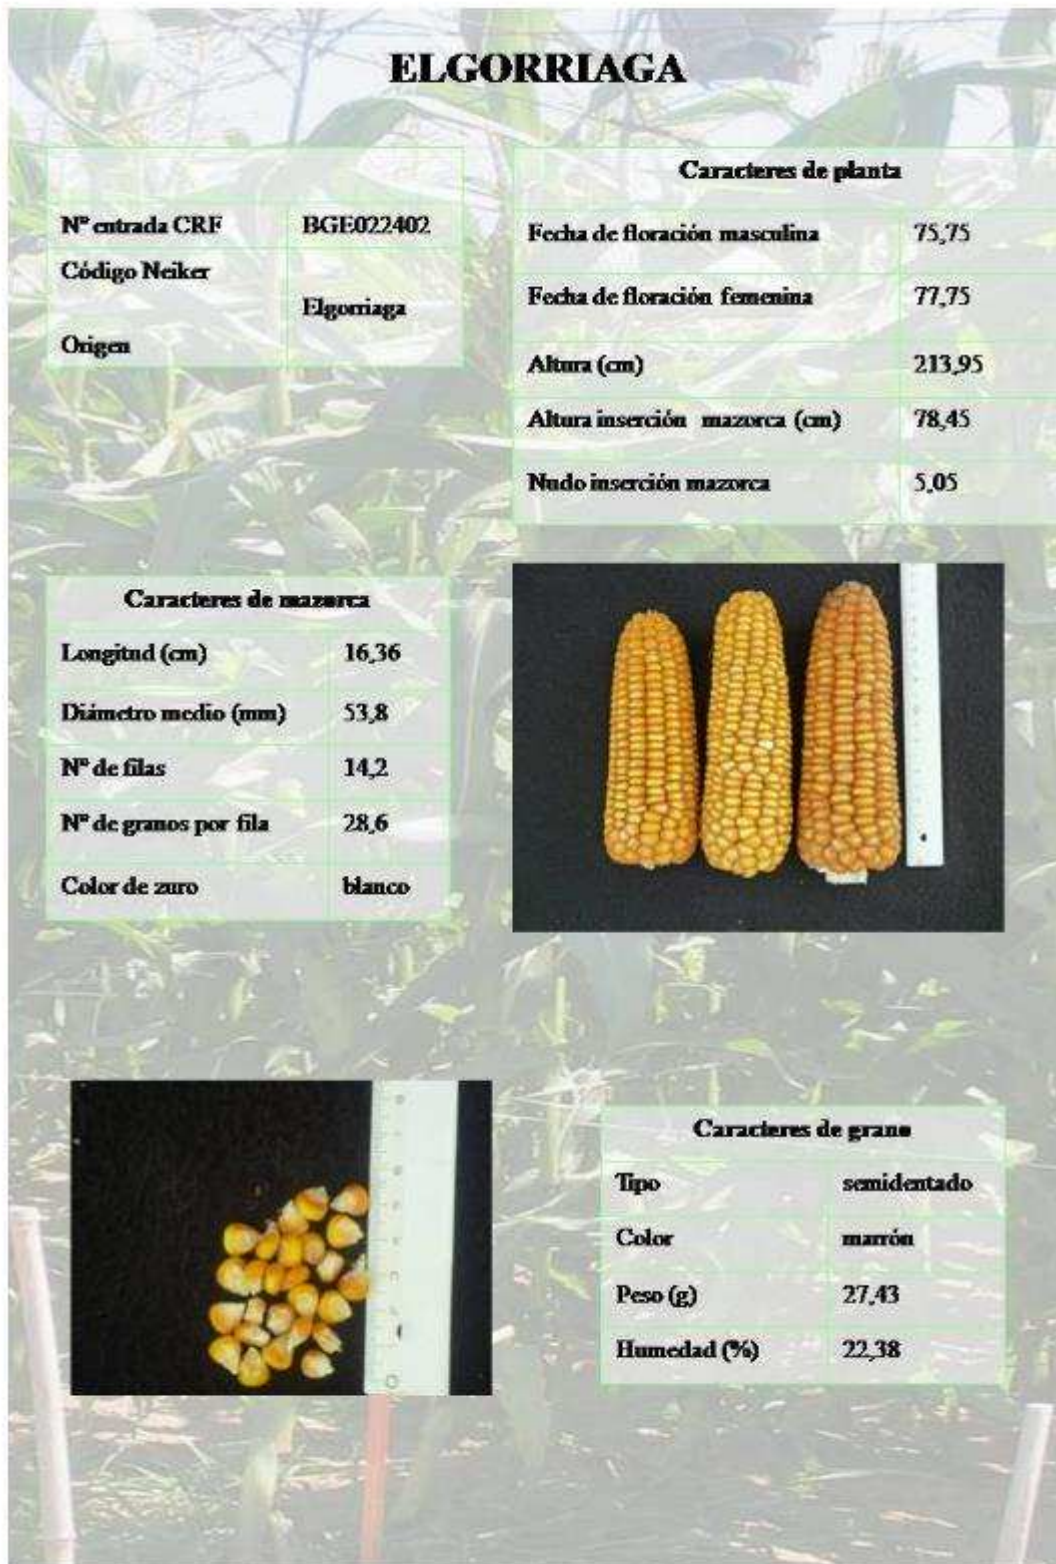 ELGORRIAGA
Nº entrada CRF BGE022402
Código Neiker
Elgorriaga
Origen
Caracteres de planta
Fecha de floración masculina 75,75
Fecha de floración femenina 77,75
Altura (cm) 213,95
Altura inserción mazorca (cm) 78,45
Nudo inserción mazorca 5,05
Caracteres de mazorca
Longitud (cm) 16,36
Diámetro medio (mm) 53,8
Nº de filas 14,2
Nº de granos por fila 28,6
Color de zuro blanco
Caracteres de grano
Tipo semidentado
Color marrón
Peso (g) 27,43
Humedad (%) 22,38